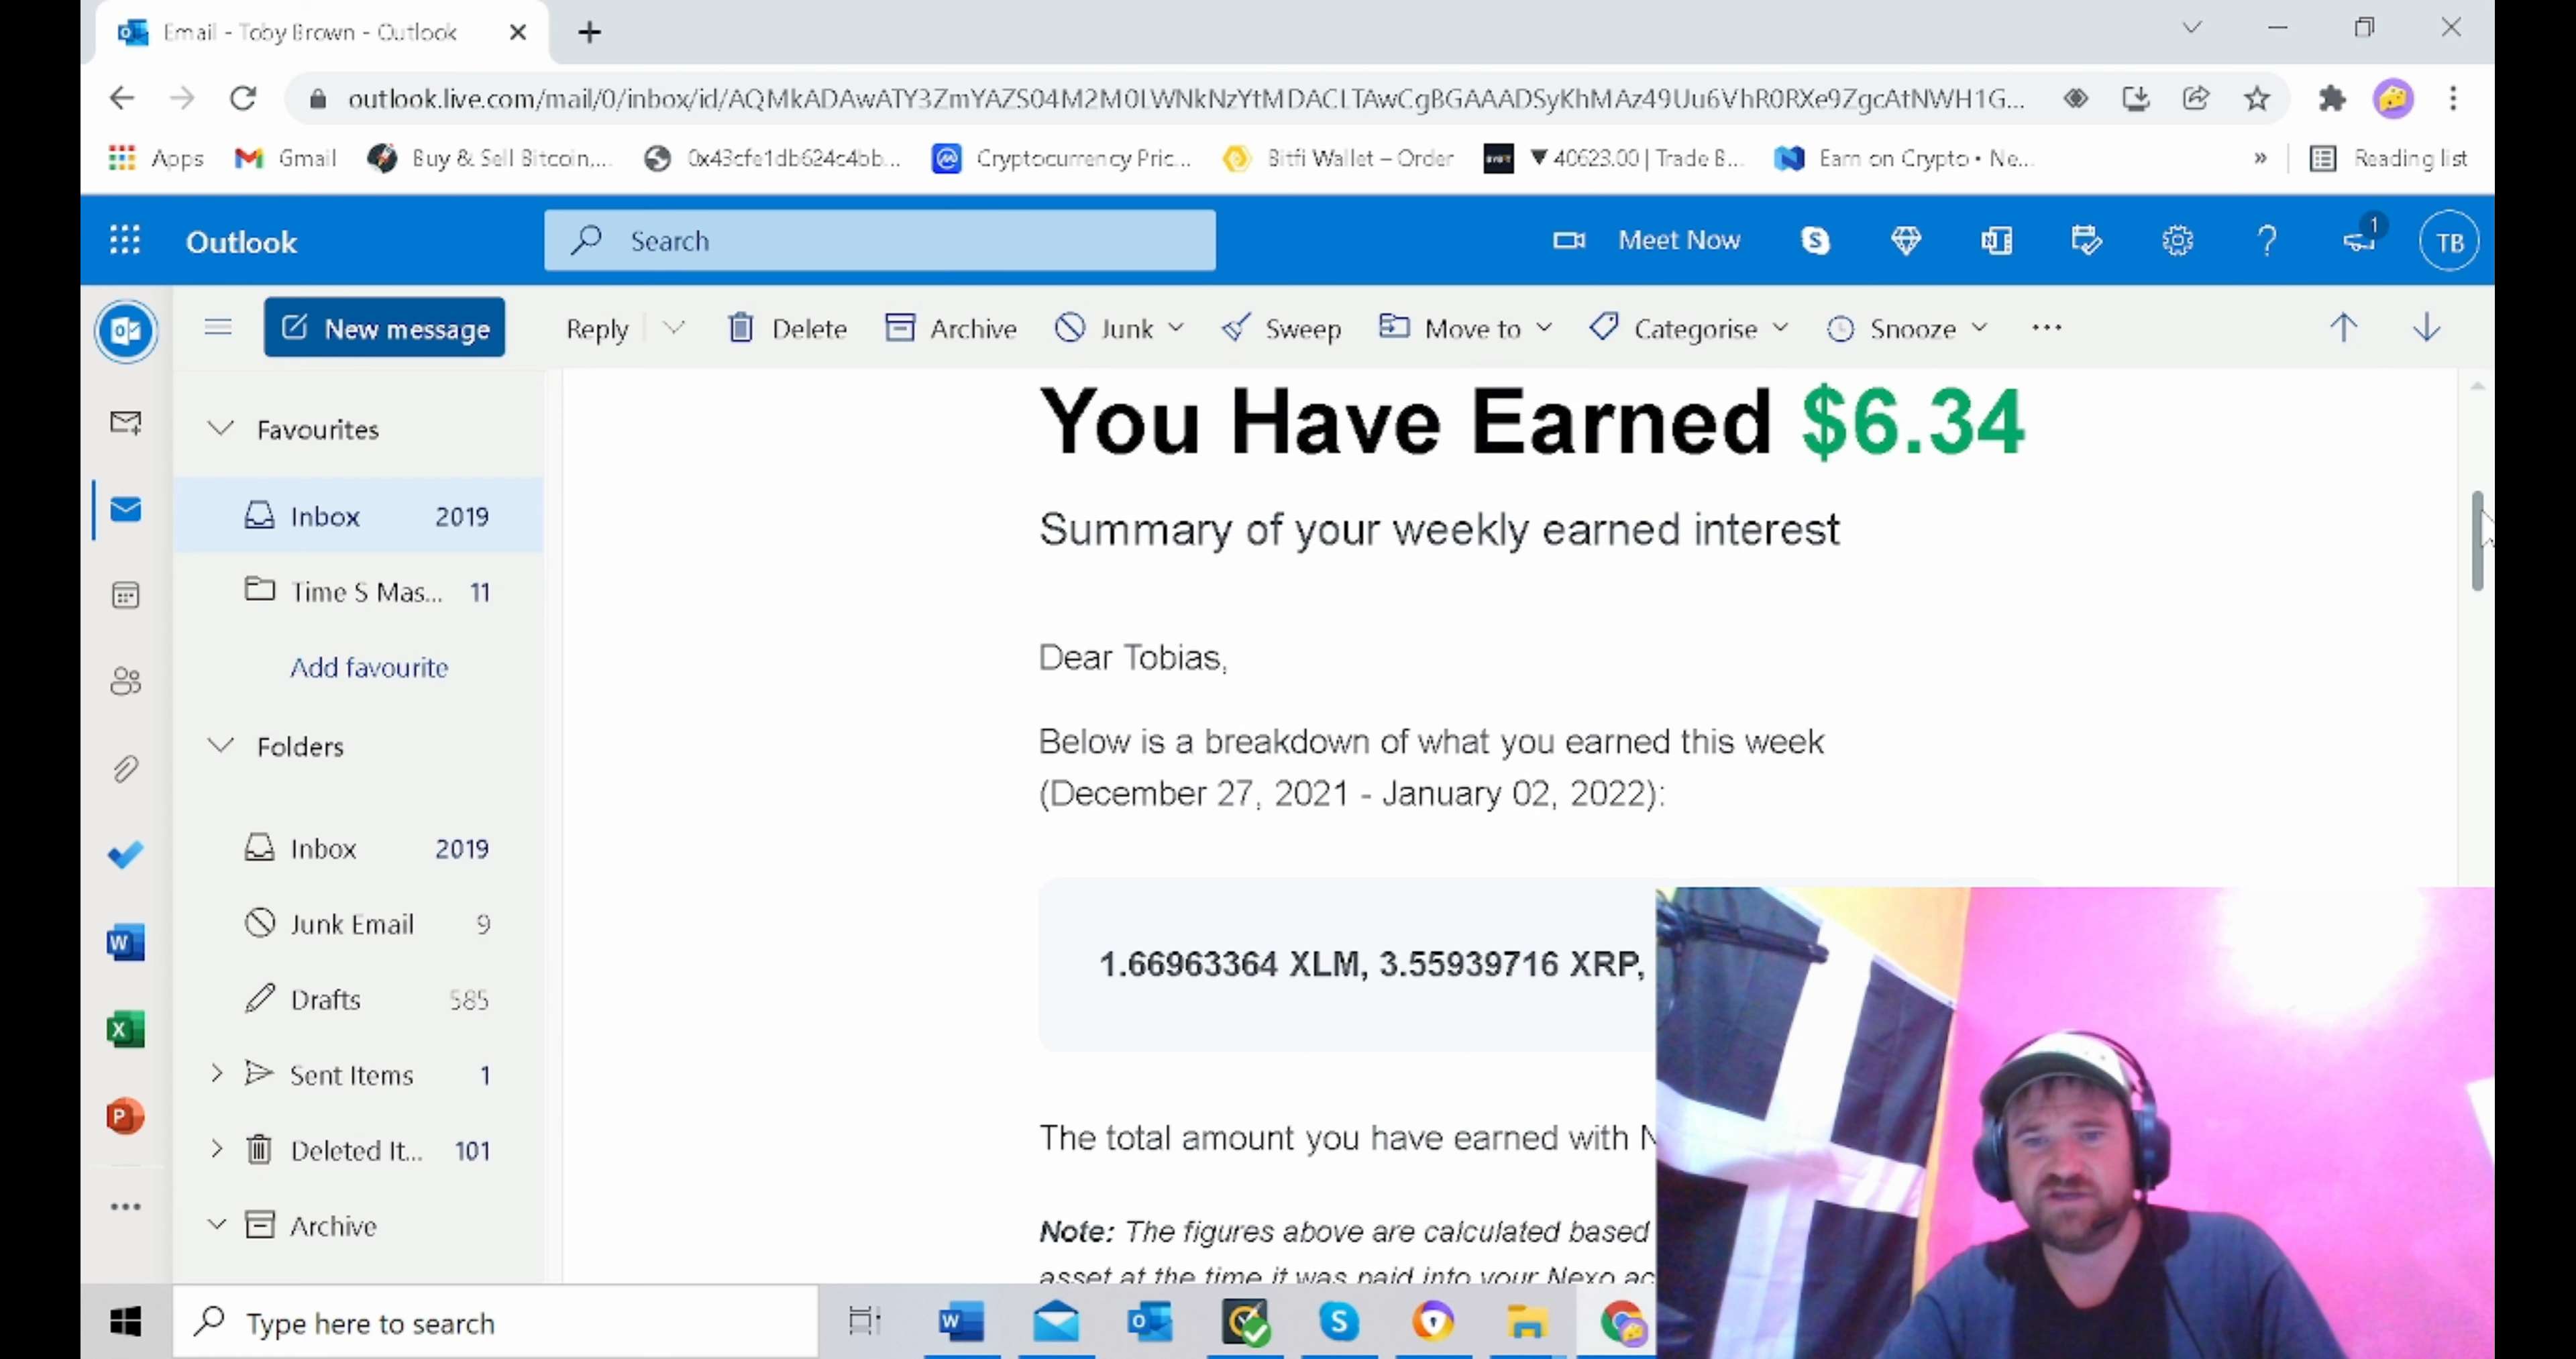 Email - Toby Brown - Outlook
outlook.live.com/mail/0/inbox/id/AQMkADAwATY3ZmYAZS04M2M0LWNkNzYtMDACLTAwCgBGAAADSyKhMAz49Uu6VhR0RXe9ZgcAtNWH1G...
Apps Gmail Buy & Sell Bitcoin,... 0x43cfe1db624c4bb... Cryptocurrency Pric... Bitfi Wallet – Order ▼ 40623.00 | Trade B... Earn on Crypto • Ne... » Reading list
Outlook Search Meet Now 1 TB
New message Reply Delete Archive Junk Sweep Move to Categorise Snooze ...
Favourites
Inbox 2019
Time S Mas... 11
Add favourite
Folders
Inbox 2019
Junk Email 9
Drafts 585
Sent Items 1
Deleted It... 101
Archive
You Have Earned $6.34
Summary of your weekly earned interest
Dear Tobias,
Below is a breakdown of what you earned this week
(December 27, 2021 - January 02, 2022):
1.66963364 XLM, 3.55939716 XRP,
The total amount you have earned with N
Note: The figures above are calculated based
asset at the time it was paid into your Nexo ac
Type here to search